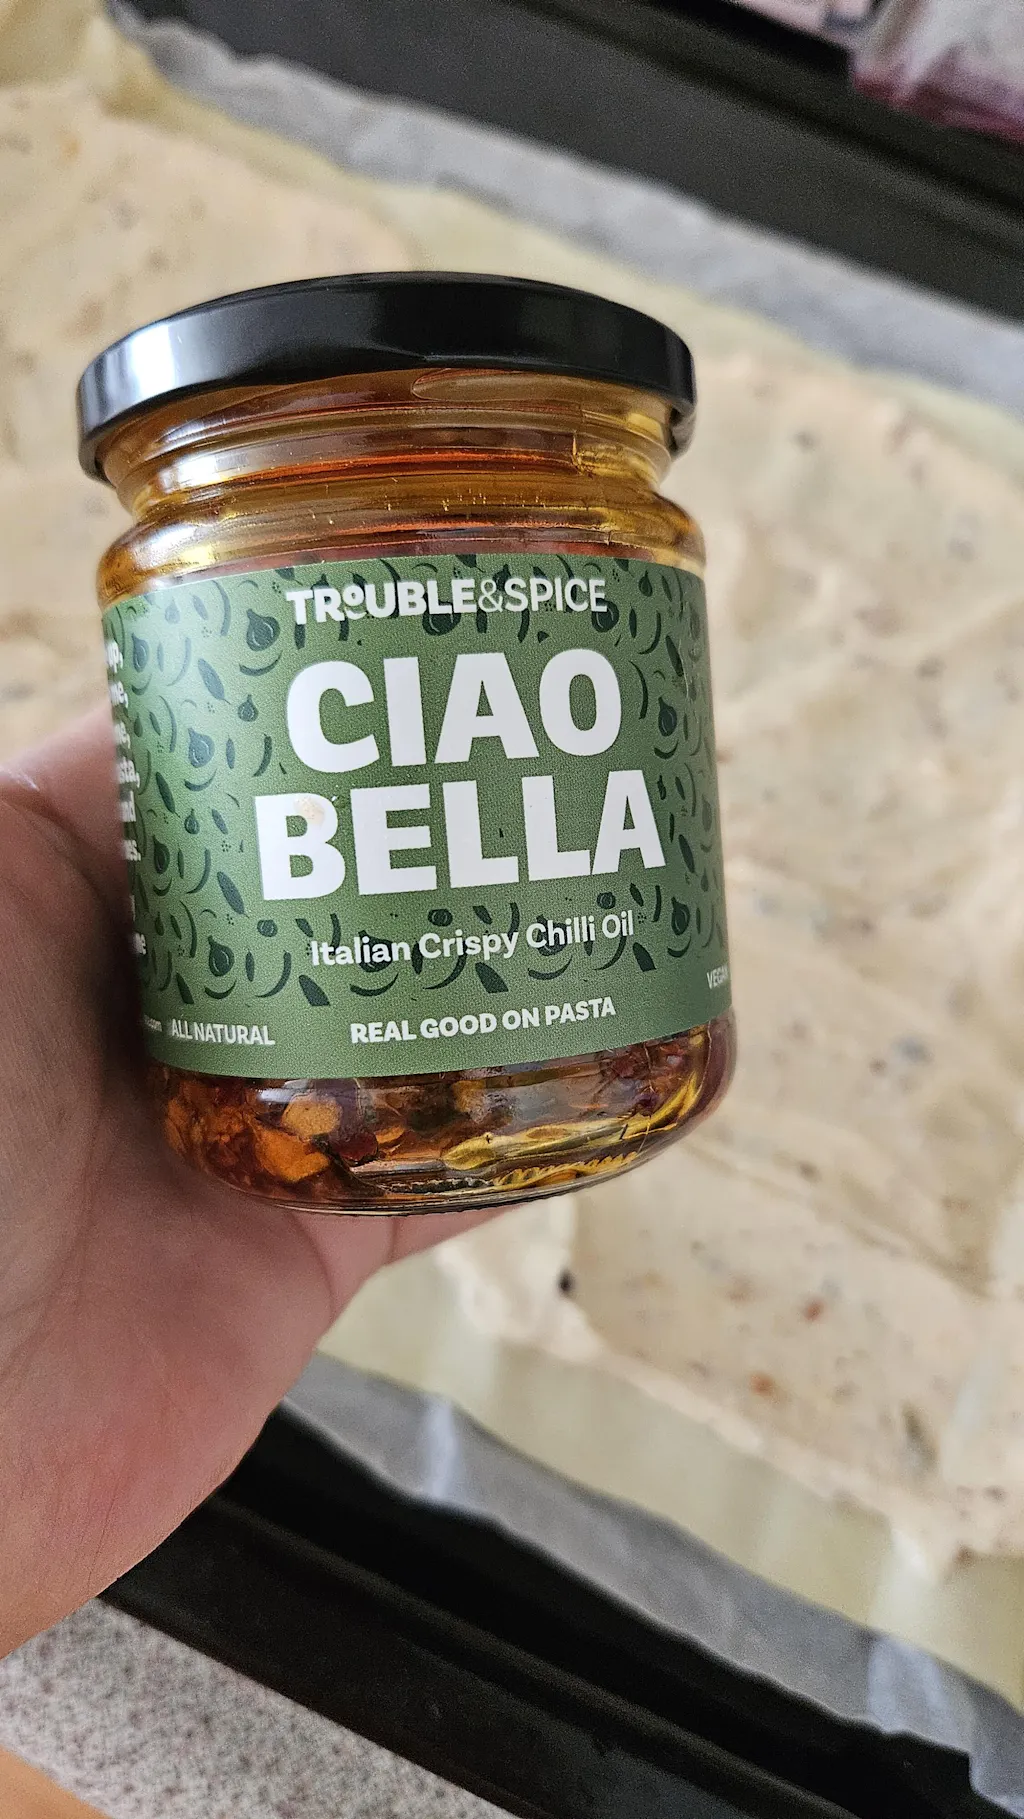 TROUBLE&SPICE
CIAO
BELLA
Italian Crispy Chilli Oil
REAL GOOD ON PASTA
ALL NATURAL